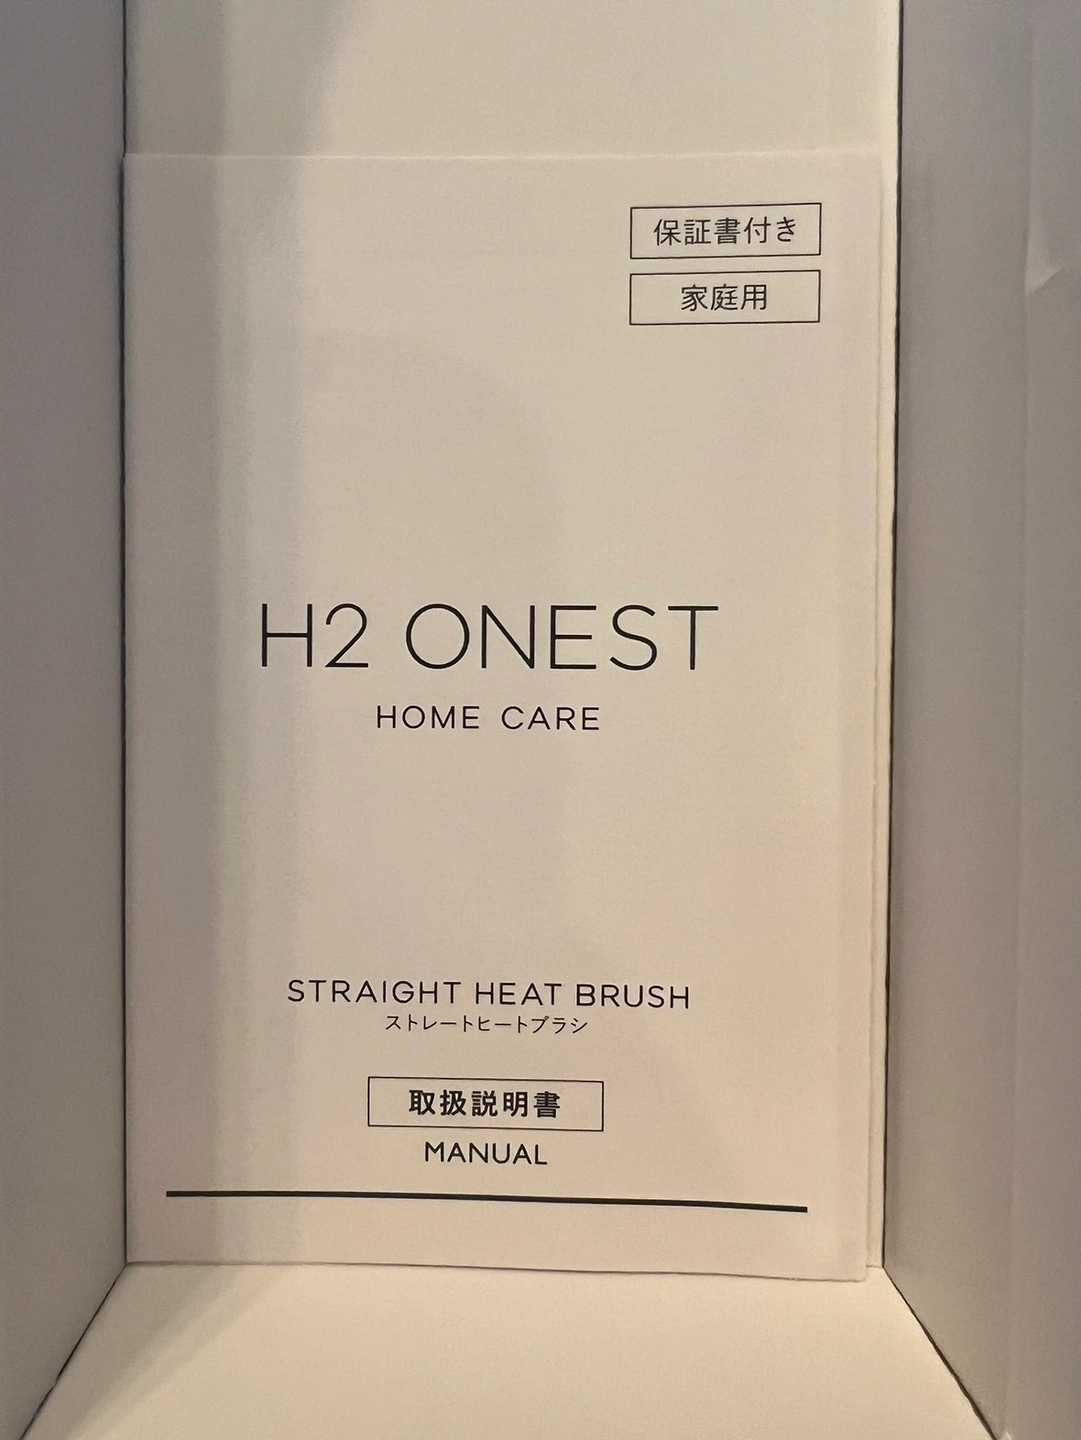 保証書付き
家庭用
H2 ONEST
HOME CARE
STRAIGHT HEAT BRUSH
ストレートヒートブラシ
取扱説明書
MANUAL